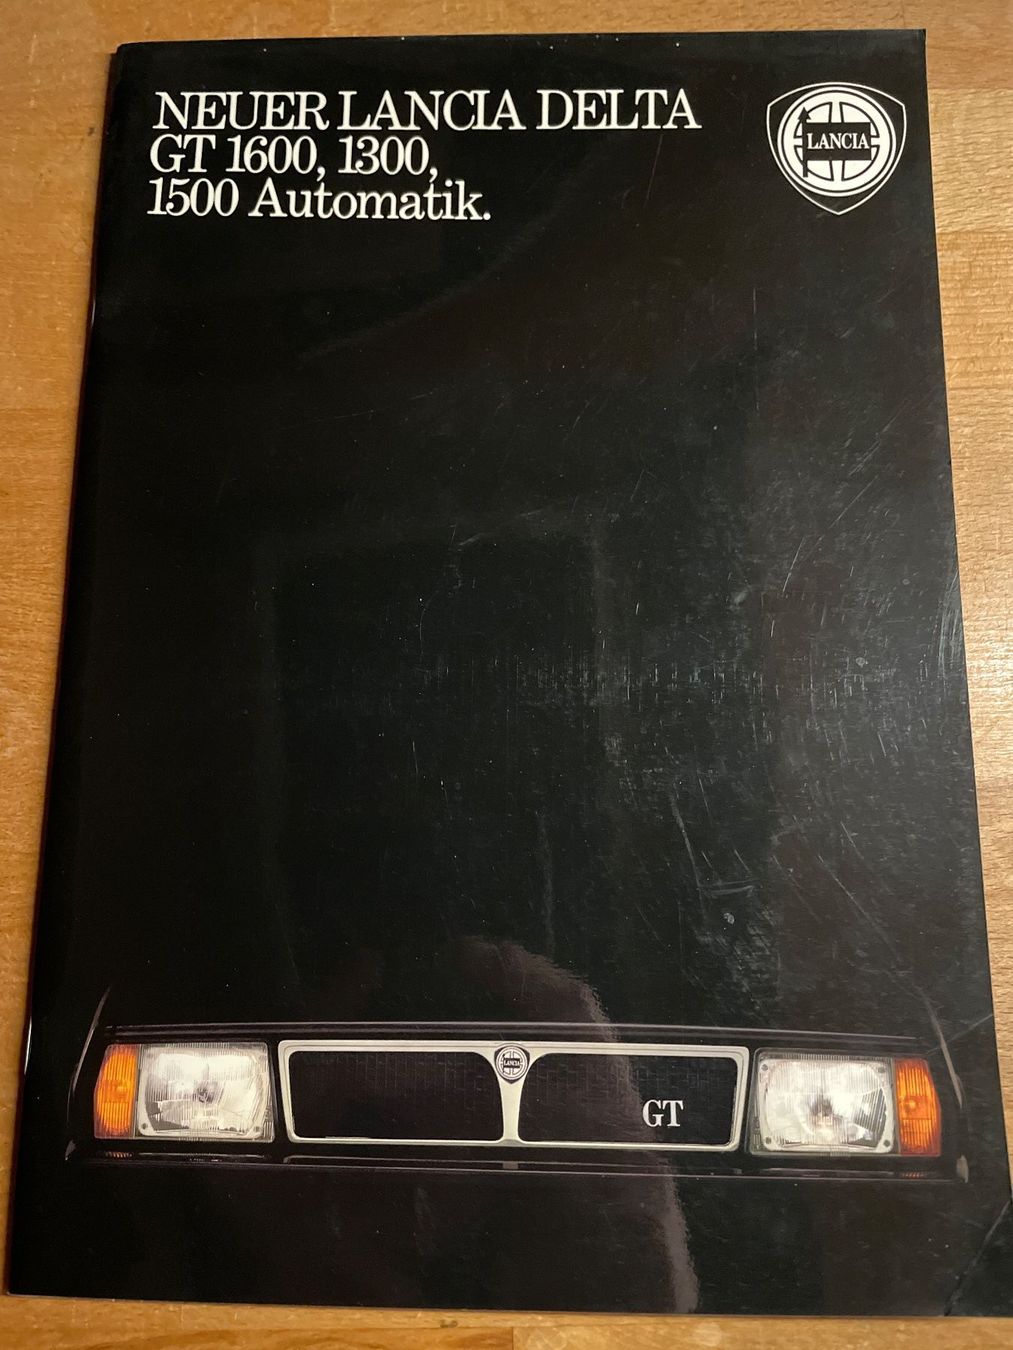 NEUER LANCIA DELTA
GT 1600, 1300,
1500 Automatik.
LANCIA
LANCIA
GT